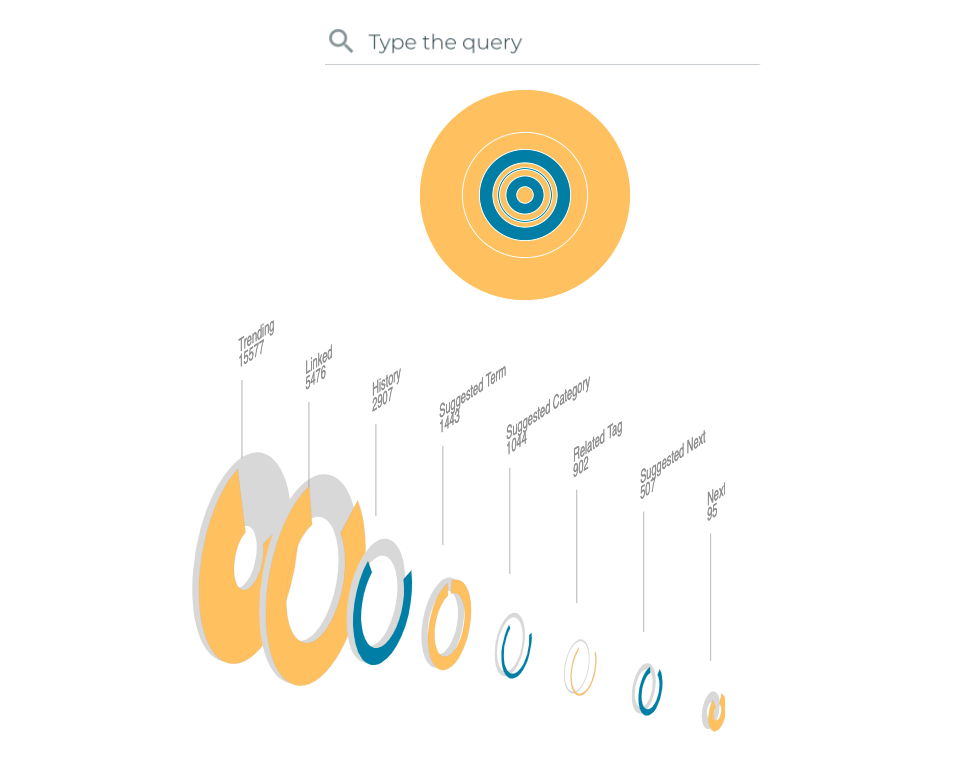 Type the query
Trending
15577
Linked
5476
History
2907
Suggested Term
1443
Suggested Category
1044
Related Tag
902
Suggested Next
507
Next
95